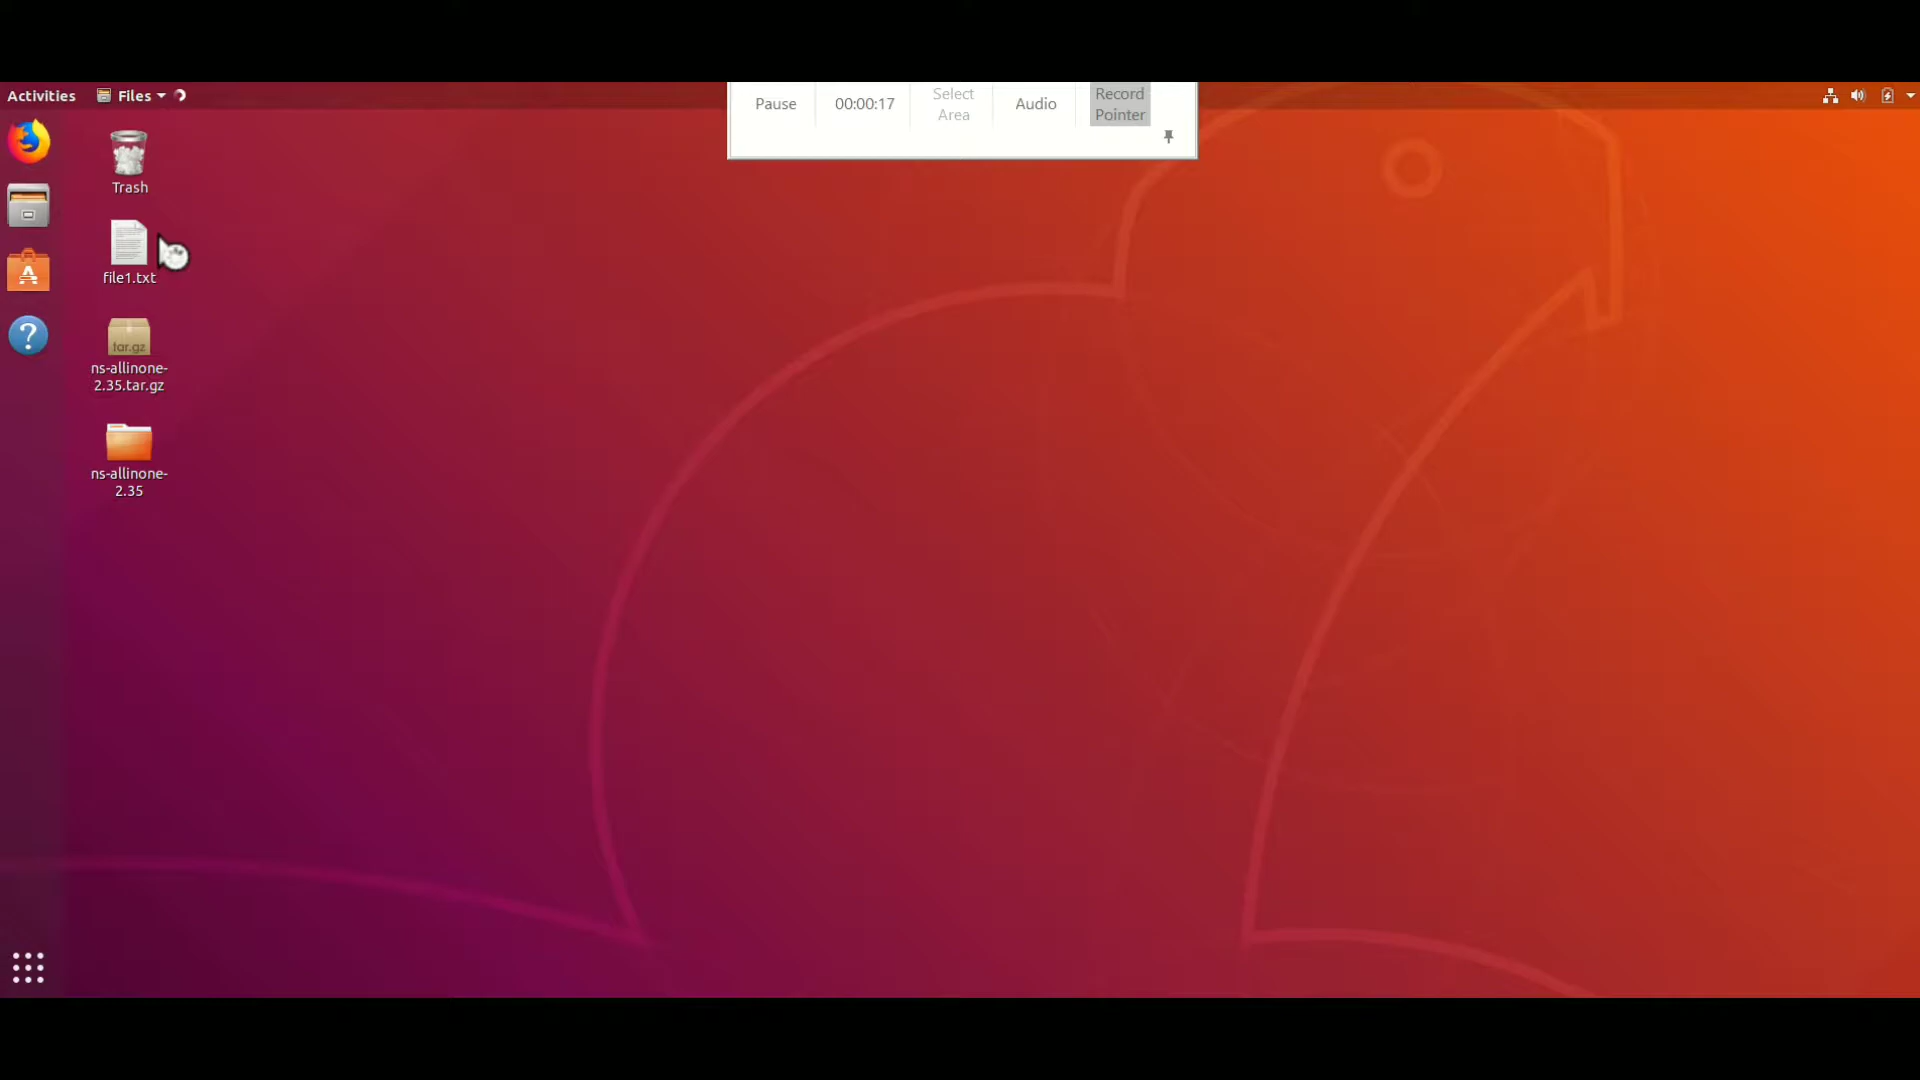 Activities Files
Pause 00:00:17 Select Area Audio Record Pointer
Trash
file1.txt
tar.gz
ns-allinone-
2.35.tar.gz
ns-allinone-
2.35